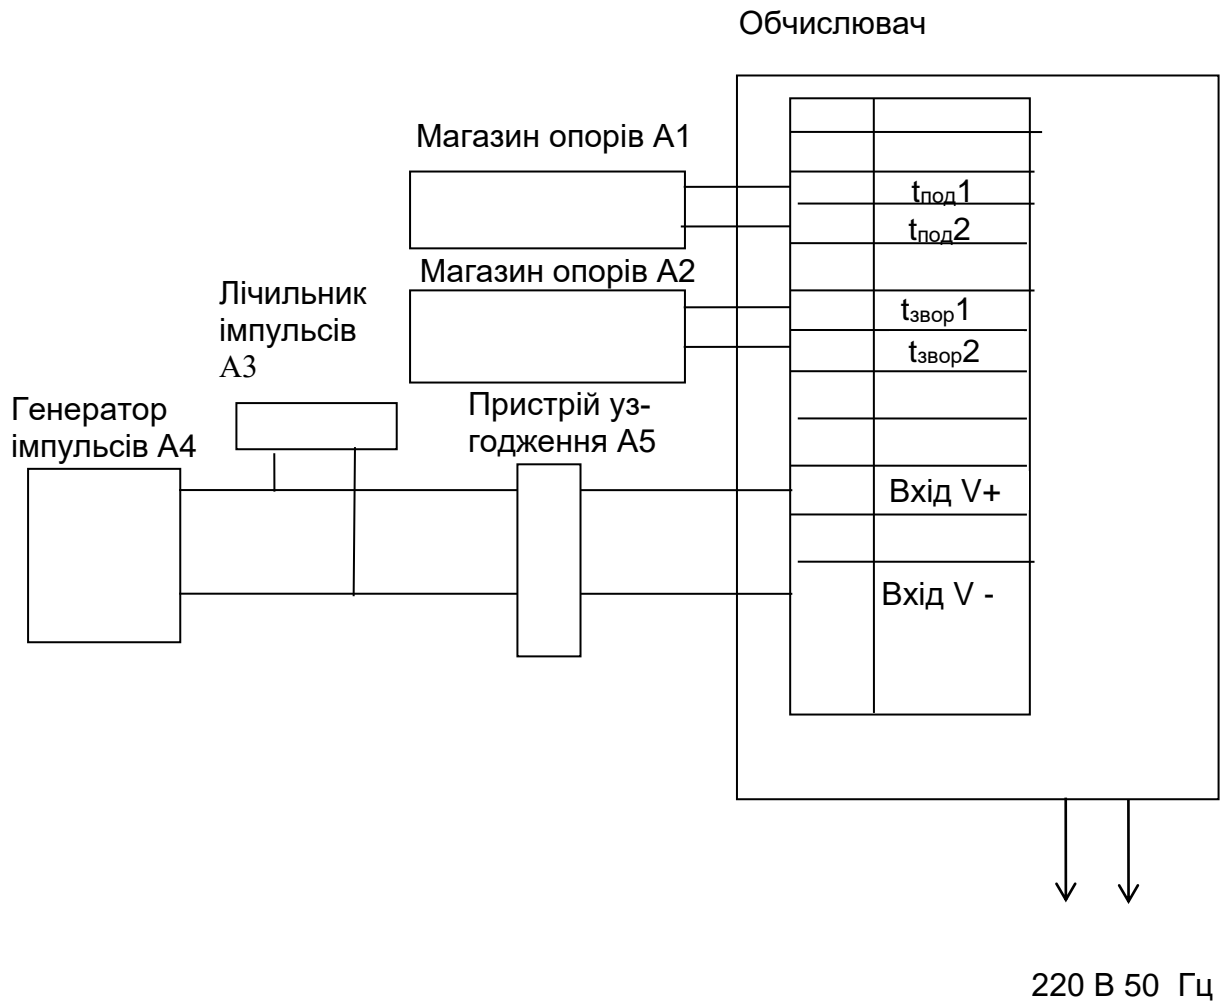 Обчислювач
Магазин опорів А1
tпод1
tпод2
Магазин опорів А2
Лічильник
імпульсів
А3
tзвор1
tзвор2
Генератор
імпульсів А4
Пристрій уз-
годження А5
Вхід V+
Вхід V -
220 В 50 Гц